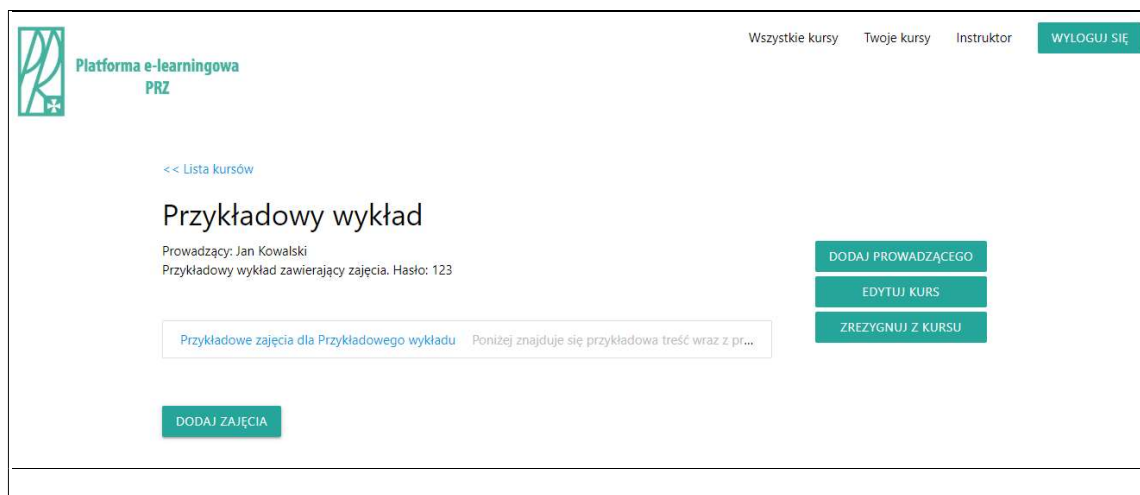 Wszystkie kursy Twoje kursy Instruktor WYLOGUJ SIĘ
Platforma e-learningowa
PRZ
<< Lista kursów
Przykładowy wykład
Prowadzący: Jan Kowalski
Przykładowy wykład zawierający zajęcia. Hasło: 123
DODAJ PROWADZĄCEGO
EDYTUJ KURS
ZREZYGNUJ Z KURSU
Przykładowe zajęcia dla Przykładowego wykładu Poniżej znajduje się przykładowa treść wraz z pr...
DODAJ ZAJĘCIA